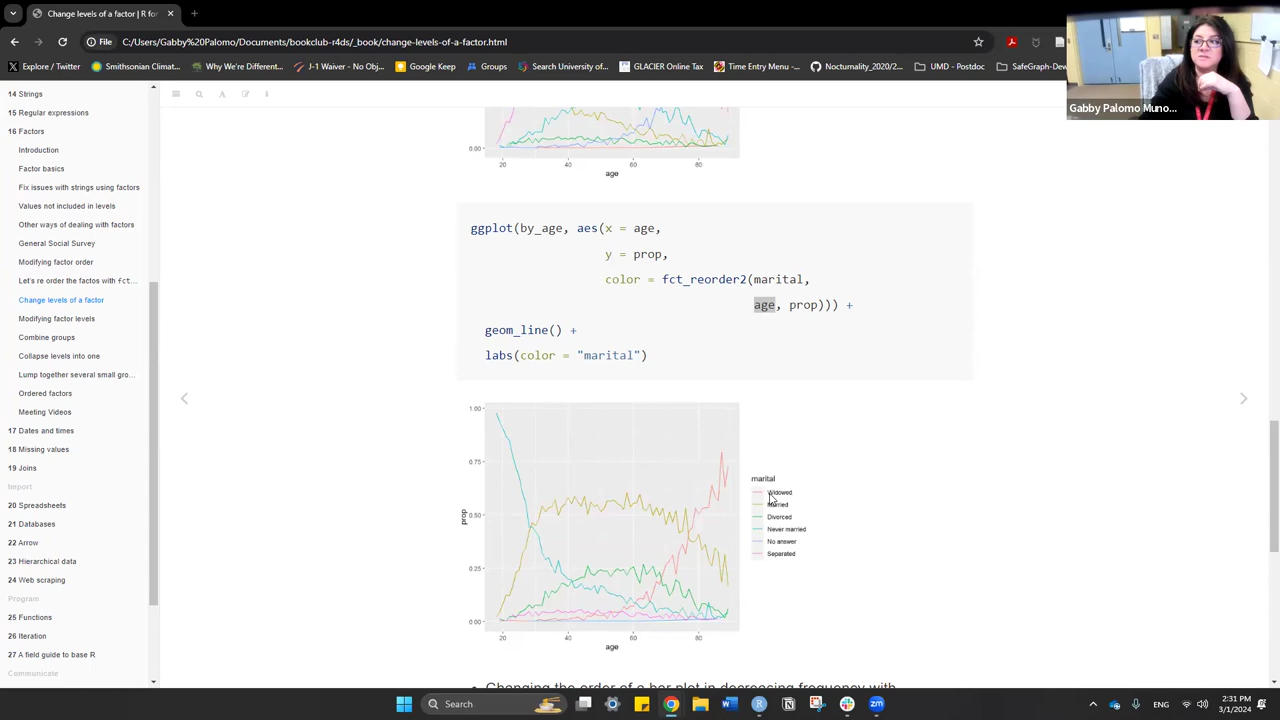 Change levels of a factor | R for
File
C:/Users/Gabby%20Palomo/Documents/bookclub-r4ds/_book/change-levels-of-a-factor.html
Explore / Twitter
Smithsonian Climat...
Why We're Different...
J-1 Waiver - No Obj...
Google Keep
Grammarly
Search University of...
GLACIER Online Tax
Time Entry Menu -...
Nocturnality_2020/2...
UMD - Postdoc
SafeGraph-Dew
Gabby Palomo Muno...
14 Strings
15 Regular expressions
16 Factors
Introduction
Factor basics
Fix issues with strings using factors
Values not included in levels
Other ways of dealing with factors
General Social Survey
Modifying factor order
Let's re order the factos with fct...
Change levels of a factor
Modifying factor levels
Combine groups
Collapse levels into one
Lump together several small gro...
Ordered factors
Meeting Videos
17 Dates and times
18 Missing values
19 Joins
Import
20 Spreadsheets
21 Databases
22 Arrow
23 Hierarchical data
24 Web scraping
Program
25 Functions
26 Iteration
27 A field guide to base R
Communicate
0.00
20 40 60 80
age
ggplot(by_age, aes(x = age,
y = prop,
color = fct_reorder2(marital,
age, prop))) +
geom_line() +
labs(color = "marital")
1.00
0.75
0.50
0.25
0.00
prop
20 40 60 80
age
marital
Widowed
Married
Divorced
Never married
No answer
Separated
Search
2:31 PM
3/1/2024